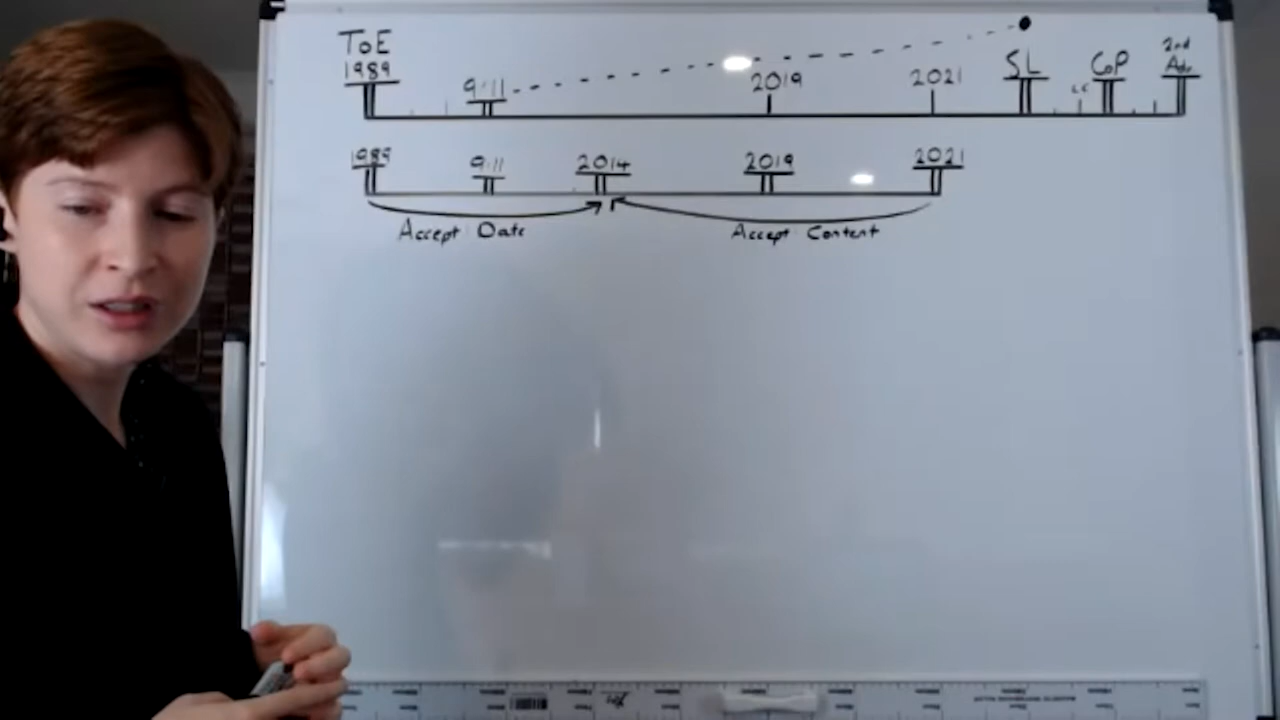 ToE
1989
9·11
2019
2021
SL
CoP
2nd
Adv.
1989
9·11
2014
2019
2021
Accept Date
Accept Content